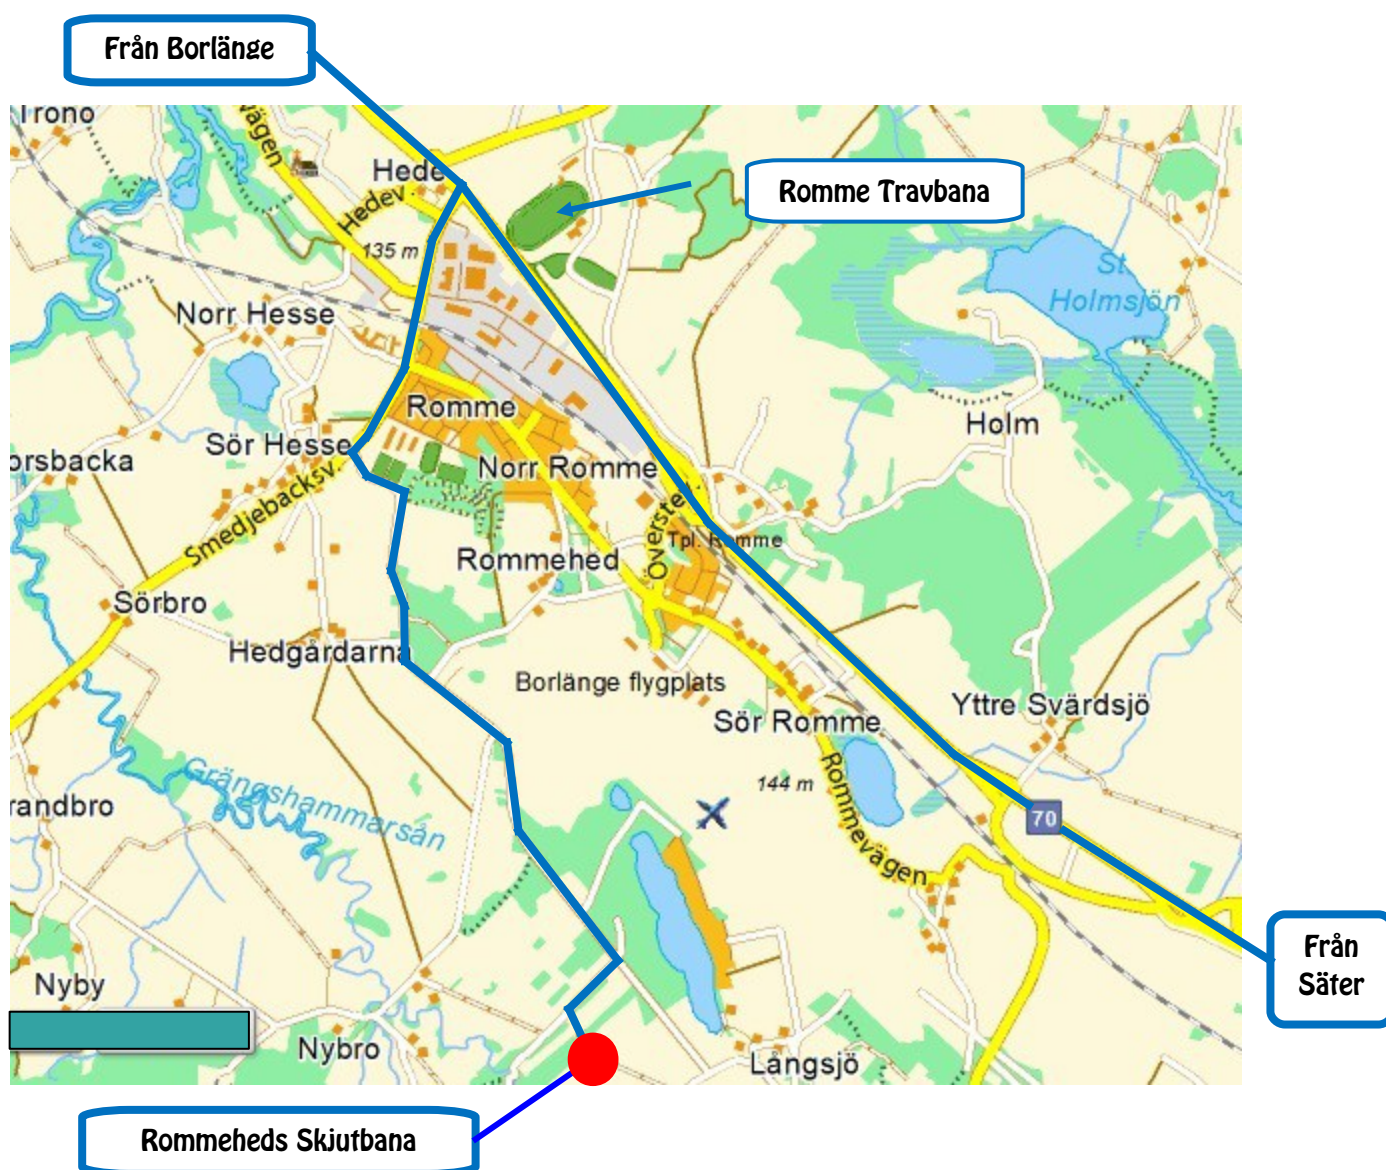 Från Borlänge
Trono
vägen
Hede
Romme Travbana
Hedev.
135 m
St
Holmsjön
Norr Hesse
Romme
Holm
Sör Hesse
orsbacka
Norr Romme
Smedjebacksv.
Överste
Tpl. Romme
Rommehed
Sörbro
Hedgårdarna
Borlänge flygplats
Yttre Svärdsjö
Sör Romme
Grängshammarsån
144 m
Rommevägen
randbro
70
Från
Säter
Nyby
Nybro
Långsjö
Rommeheds Skjutbana